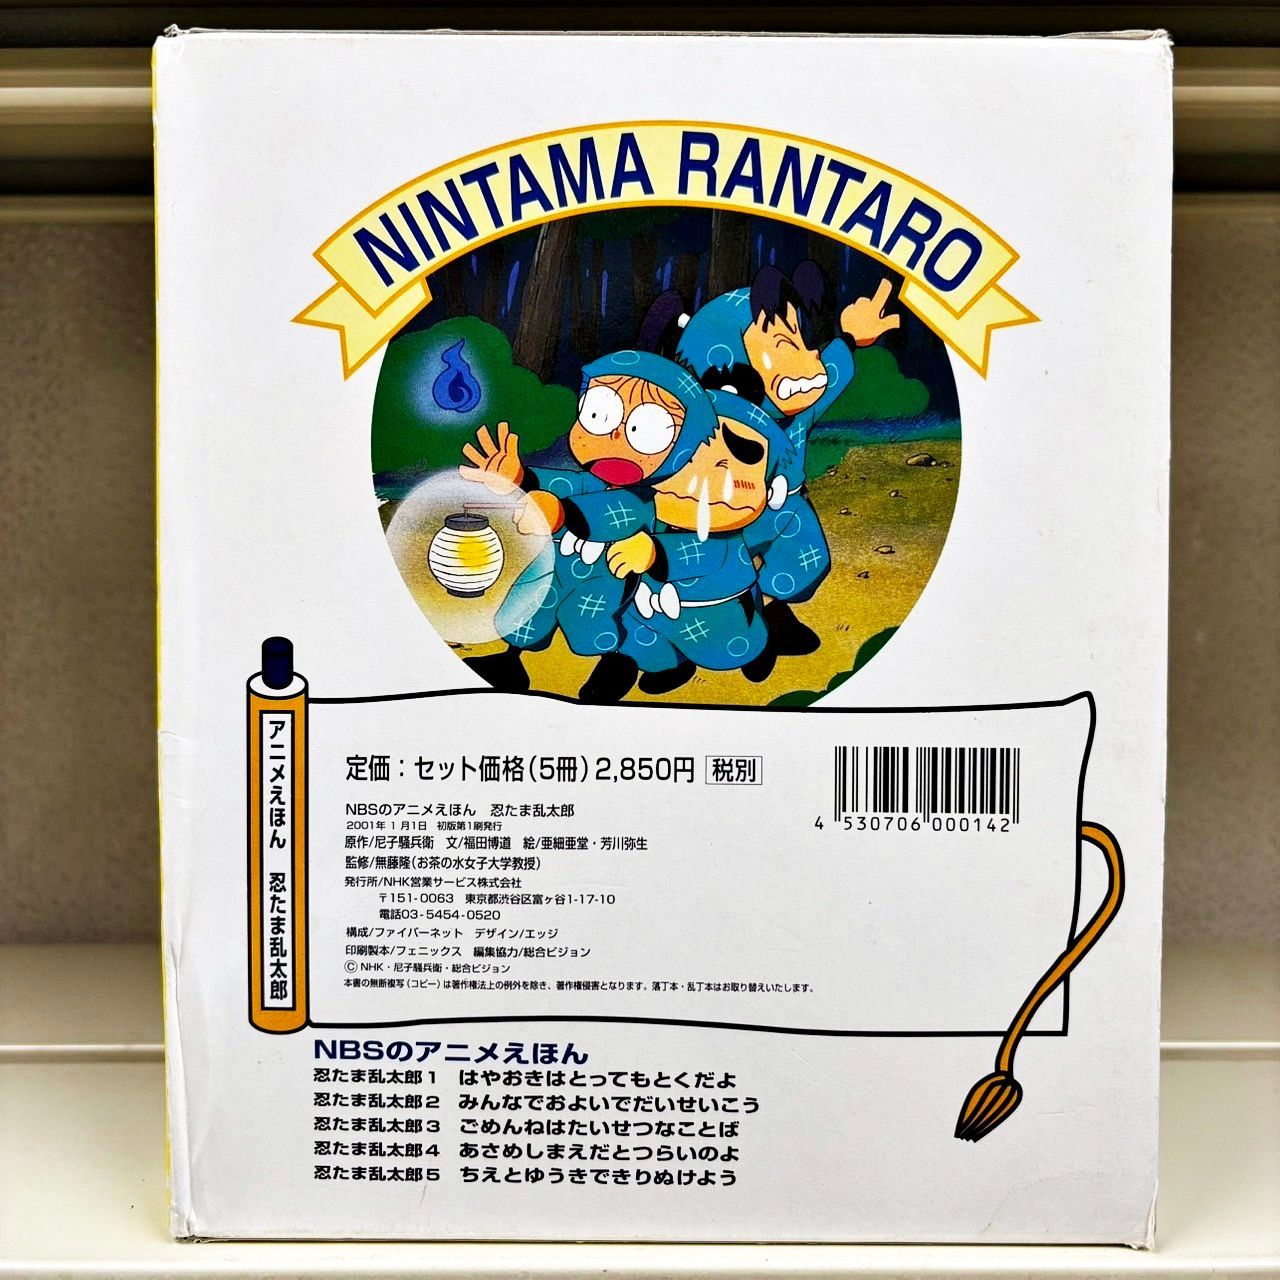 NINTAMA RANTARO
アニメえほん 忍たま乱太郎
定価：セット価格(5冊) 2,850円 税別
NBSのアニメえほん 忍たま乱太郎
2001年 1月1日 初版第1刷発行
原作/尼子騒兵衛 文/福田博道 絵/亜細亜堂・芳川弥生
監修/無藤隆(お茶の水女子大学教授)
発行所/NHK営業サービス株式会社
〒151-0063 東京都渋谷区富ヶ谷1-17-10
電話03-5454-0520
構成/ファイバーネット デザイン/エッジ
印刷製本/フェニックス 編集協力/総合ビジョン
Ⓒ NHK・尼子騒兵衛・総合ビジョン
本書の無断複写(コピー)は著作権法上の例外を除き、著作権侵害となります。落丁本・乱丁本はお取り替えいたします。
4 530706 000142
NBSのアニメえほん
忍たま乱太郎1 はやおきはとってもとくだよ
忍たま乱太郎2 みんなでおよいでだいせいこう
忍たま乱太郎3 ごめんねはたいせつなことば
忍たま乱太郎4 あさめしまえだとつらいのよ
忍たま乱太郎5 ちえとゆうきできりぬけよう